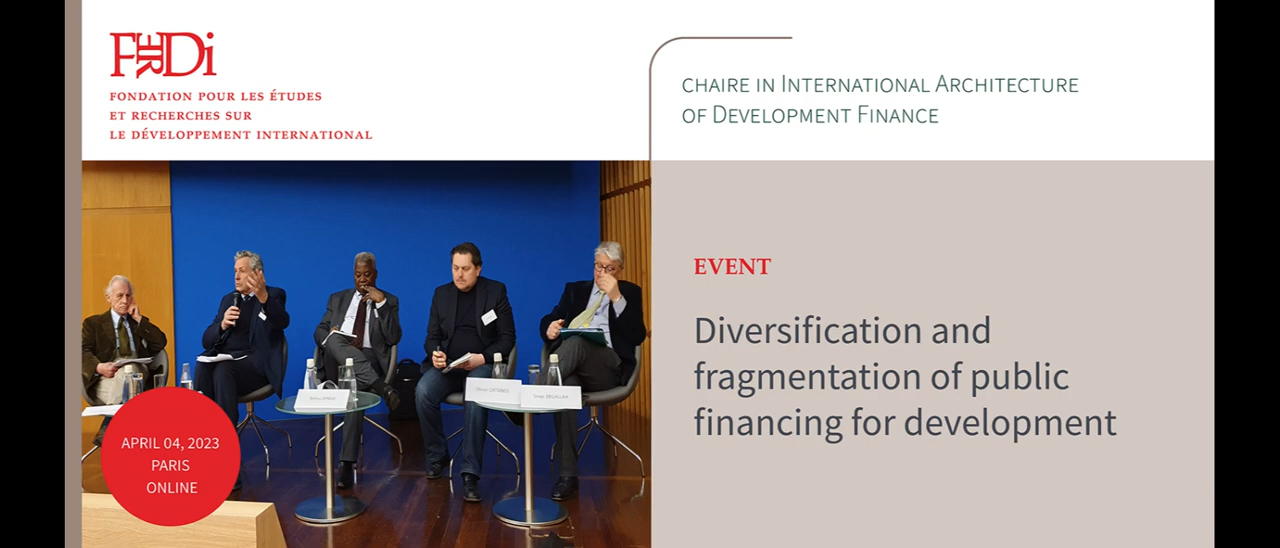 FERDi
FONDATION POUR LES ÉTUDES
ET RECHERCHES SUR
LE DÉVELOPPEMENT INTERNATIONAL
CHAIRE IN INTERNATIONAL ARCHITECTURE
OF DEVELOPMENT FINANCE
EVENT
Diversification and
fragmentation of public
financing for development
APRIL 04, 2023
PARIS
ONLINE